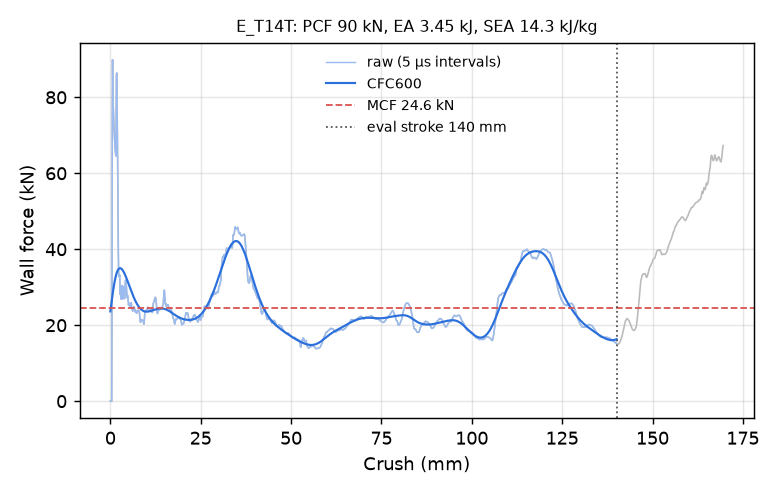 E_T14T: PCF 90 kN, EA 3.45 kJ, SEA 14.3 kJ/kg
raw (5 µs intervals)
CFC600
MCF 24.6 kN
eval stroke 140 mm
Wall force (kN)
80
60
40
20
0
0 25 50 75 100 125 150 175
Crush (mm)